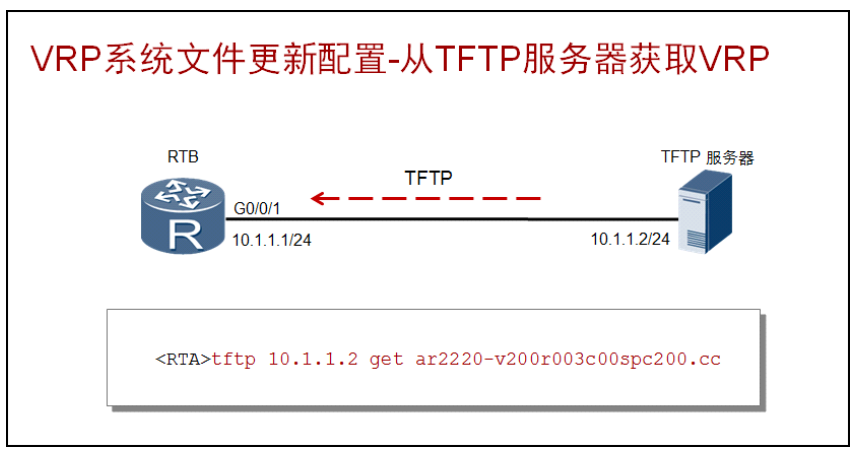 VRP系统文件更新配置-从TFTP服务器获取VRP
RTB
TFTP 服务器
TFTP
G0/0/1
R
10.1.1.1/24
10.1.1.2/24
<RTA>tftp 10.1.1.2 get ar2220-v200r003c00spc200.cc